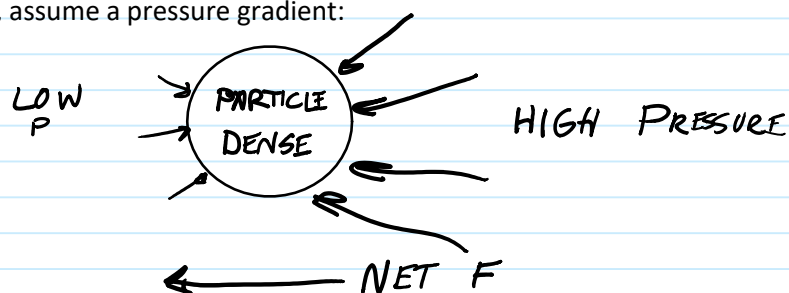 , assume a pressure gradient:
LOW
P
PARTICLE
DENSE
HIGH PRESSURE
NET F